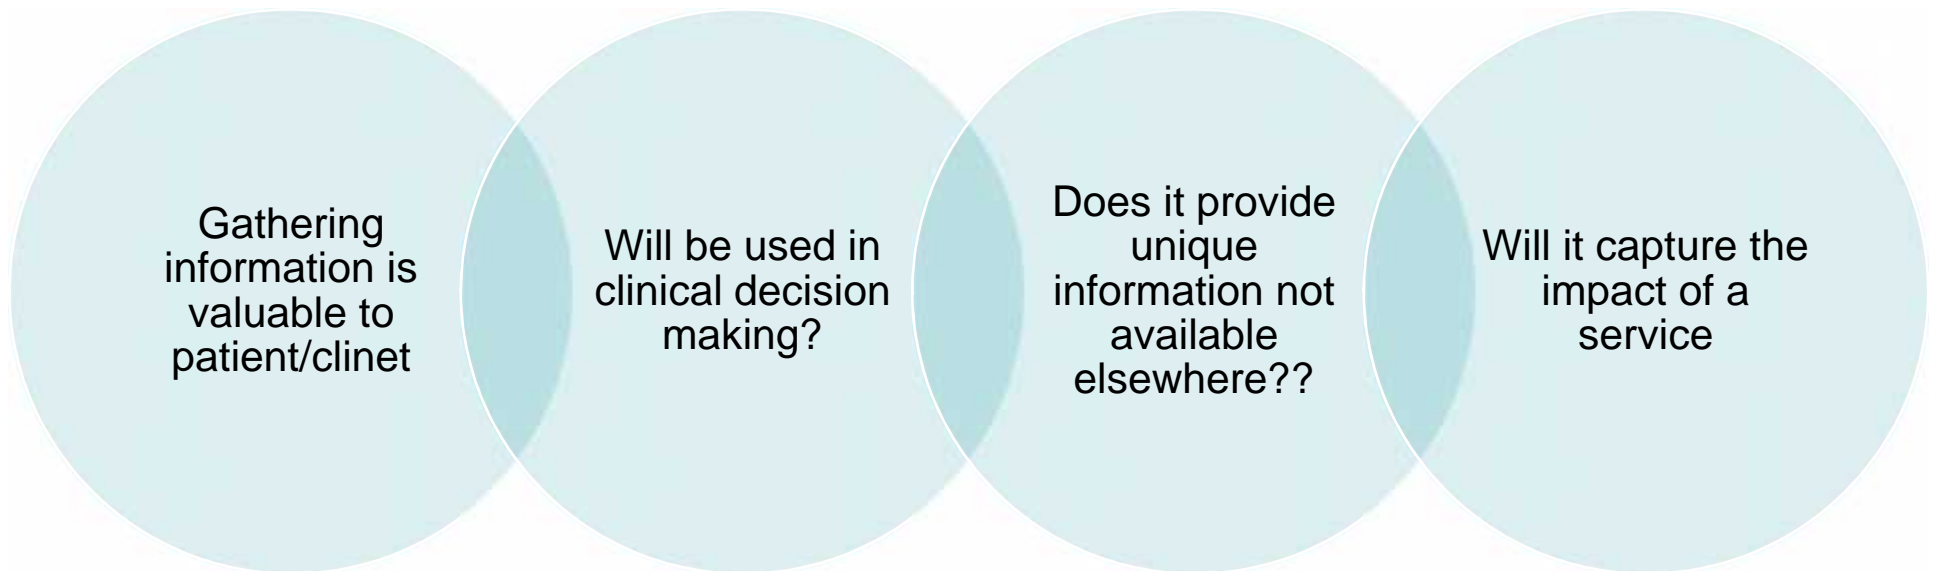 Gathering
information is
valuable to
patient/clinet
Will be used in
clinical decision
making?
Does it provide
unique
information not
available
elsewhere??
Will it capture the
impact of a
service